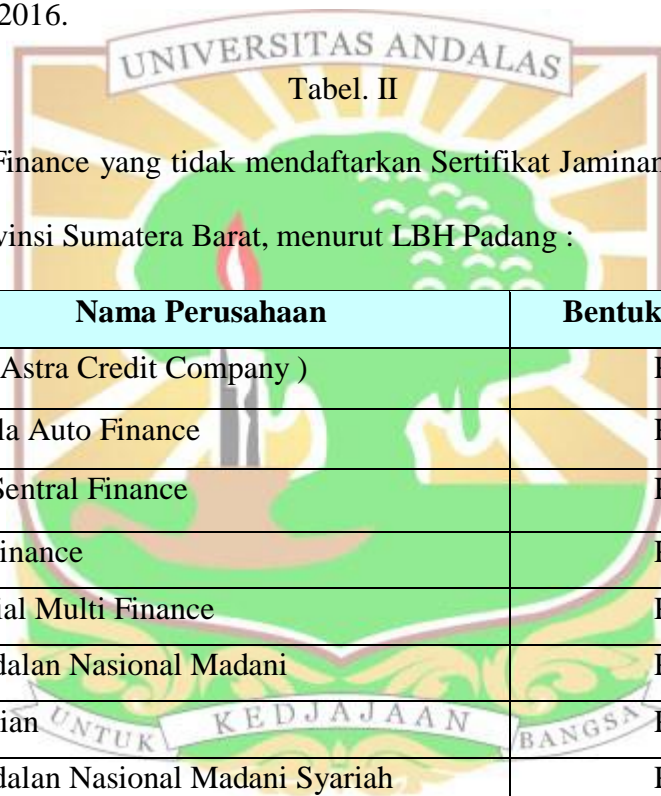 2016.
UNIVERSITAS ANDALAS
Tabel. II
Finance yang tidak mendaftarkan Sertifikat Jaminan
vinsi Sumatera Barat, menurut LBH Padang :
Nama Perusahaan Bentuk
Astra Credit Company )
la Auto Finance
Sentral Finance
inance
ial Multi Finance
dalan Nasional Madani
ian
UNTUK KEDJAJAAN BANGSA
dalan Nasional Madani Syariah